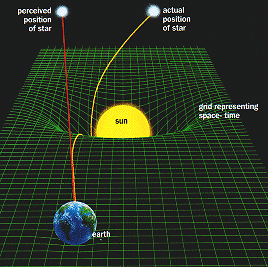 perceived
position
of star
actual
position
of star
grid representing
space- time
sun
earth